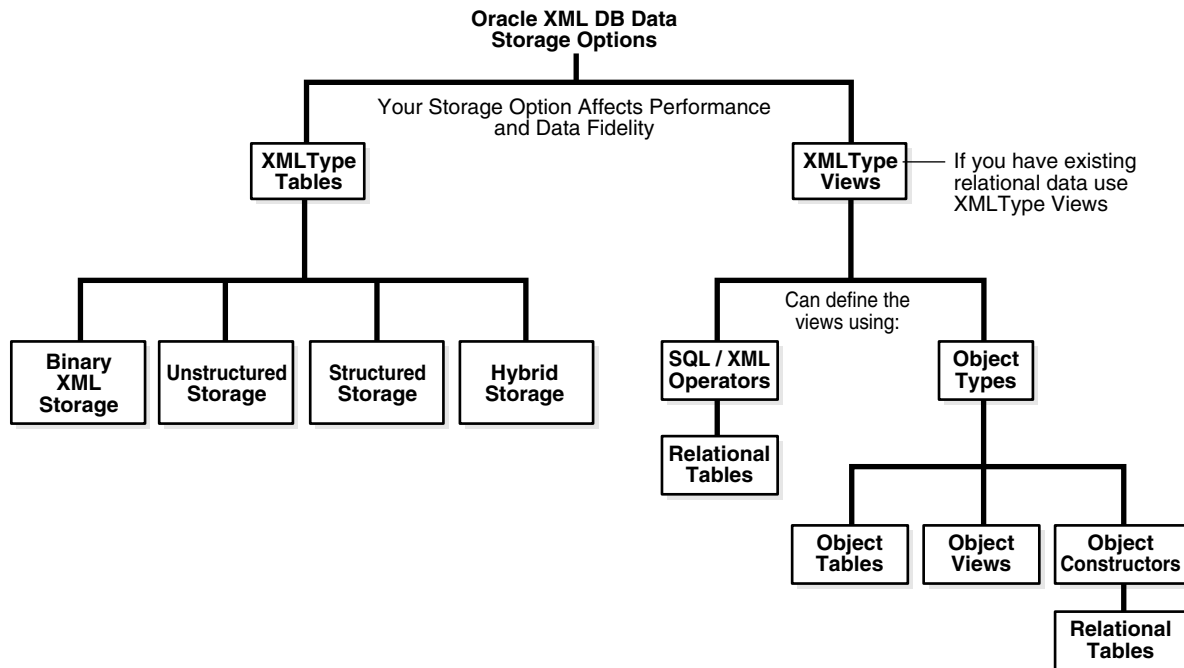 Oracle XML DB Data
Storage Options
Your Storage Option Affects Performance
and Data Fidelity
XMLType
Tables
XMLType
Views
If you have existing
relational data use
XMLType Views
Can define the
views using:
Binary
XML
Storage
Unstructured
Storage
Structured
Storage
Hybrid
Storage
SQL / XML
Operators
Object
Types
Relational
Tables
Object
Tables
Object
Views
Object
Constructors
Relational
Tables